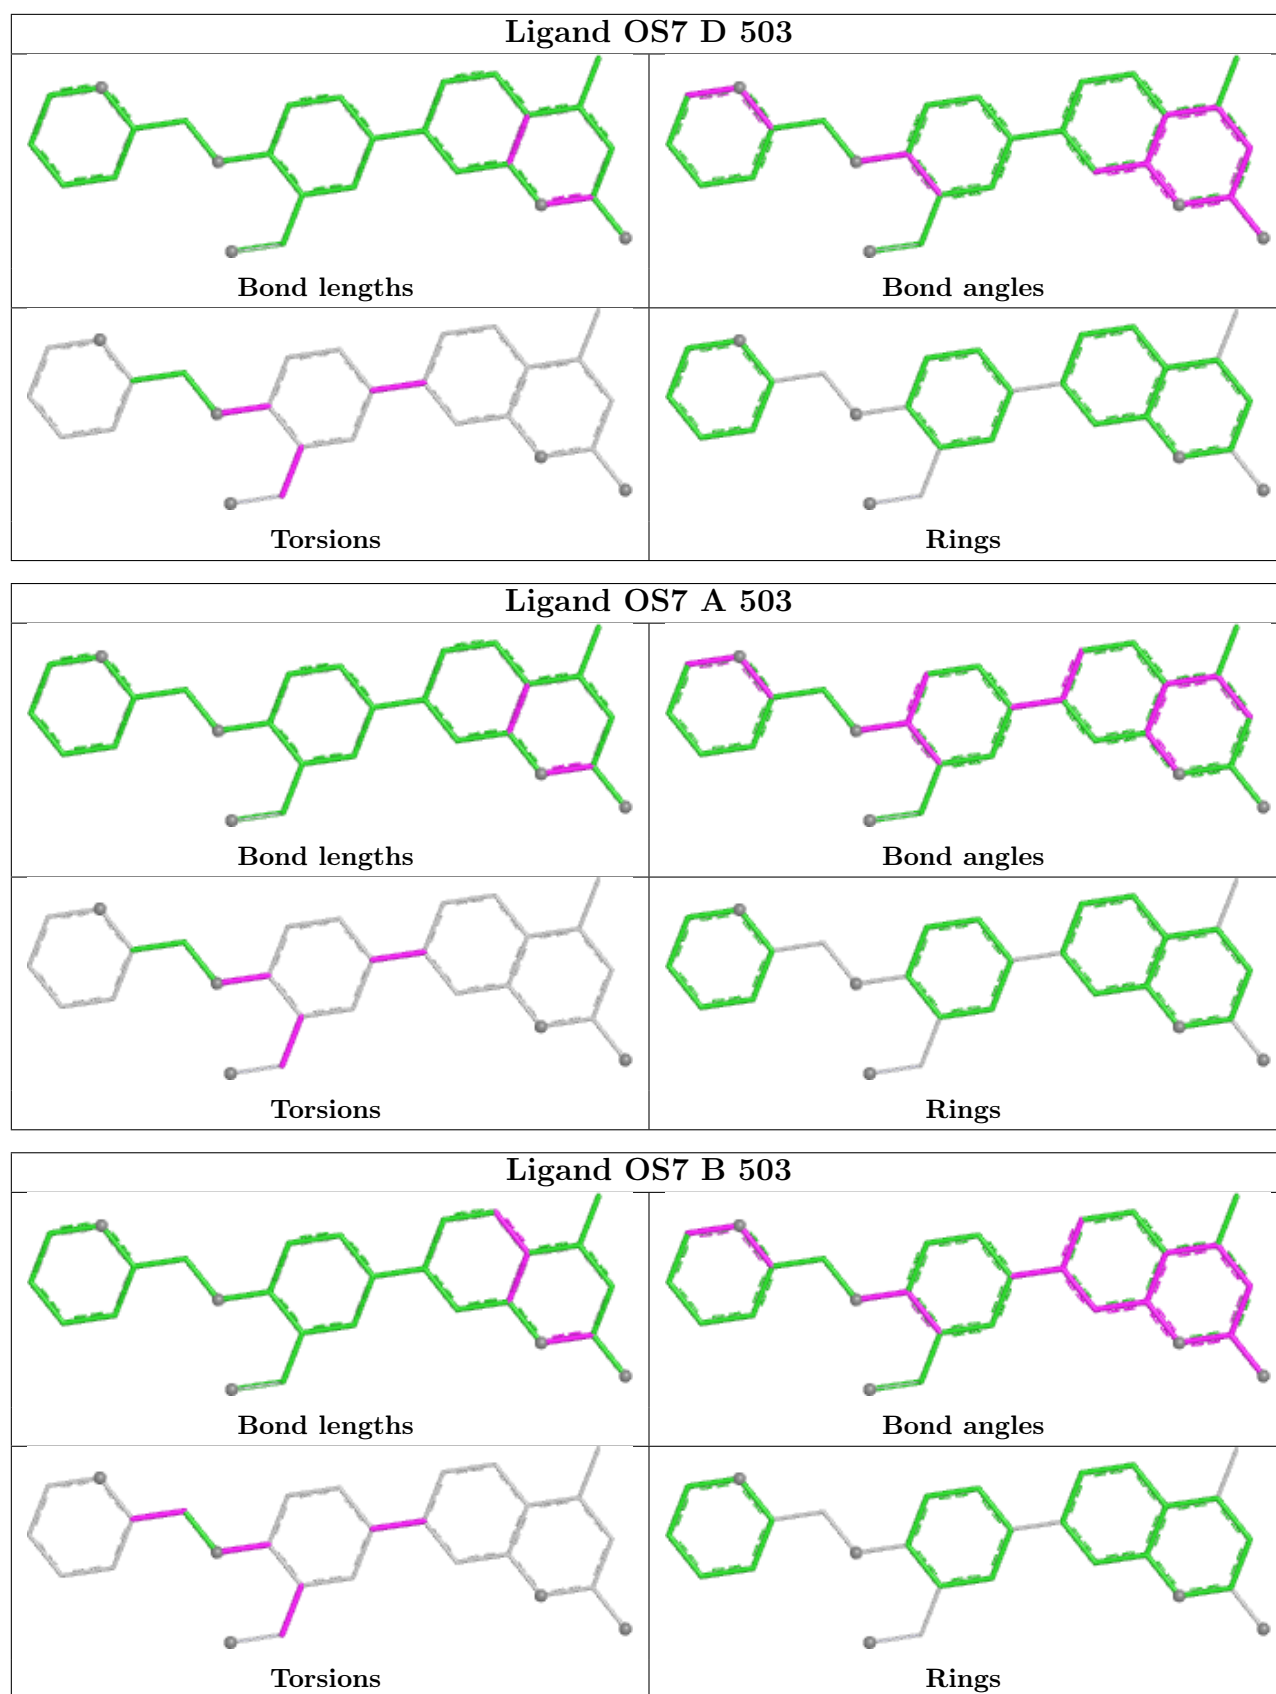 Ligand OS7 D 503
Bond lengths
Bond angles
Torsions
Rings
Ligand OS7 A 503
Bond lengths
Bond angles
Torsions
Rings
Ligand OS7 B 503
Bond lengths
Bond angles
Torsions
Rings